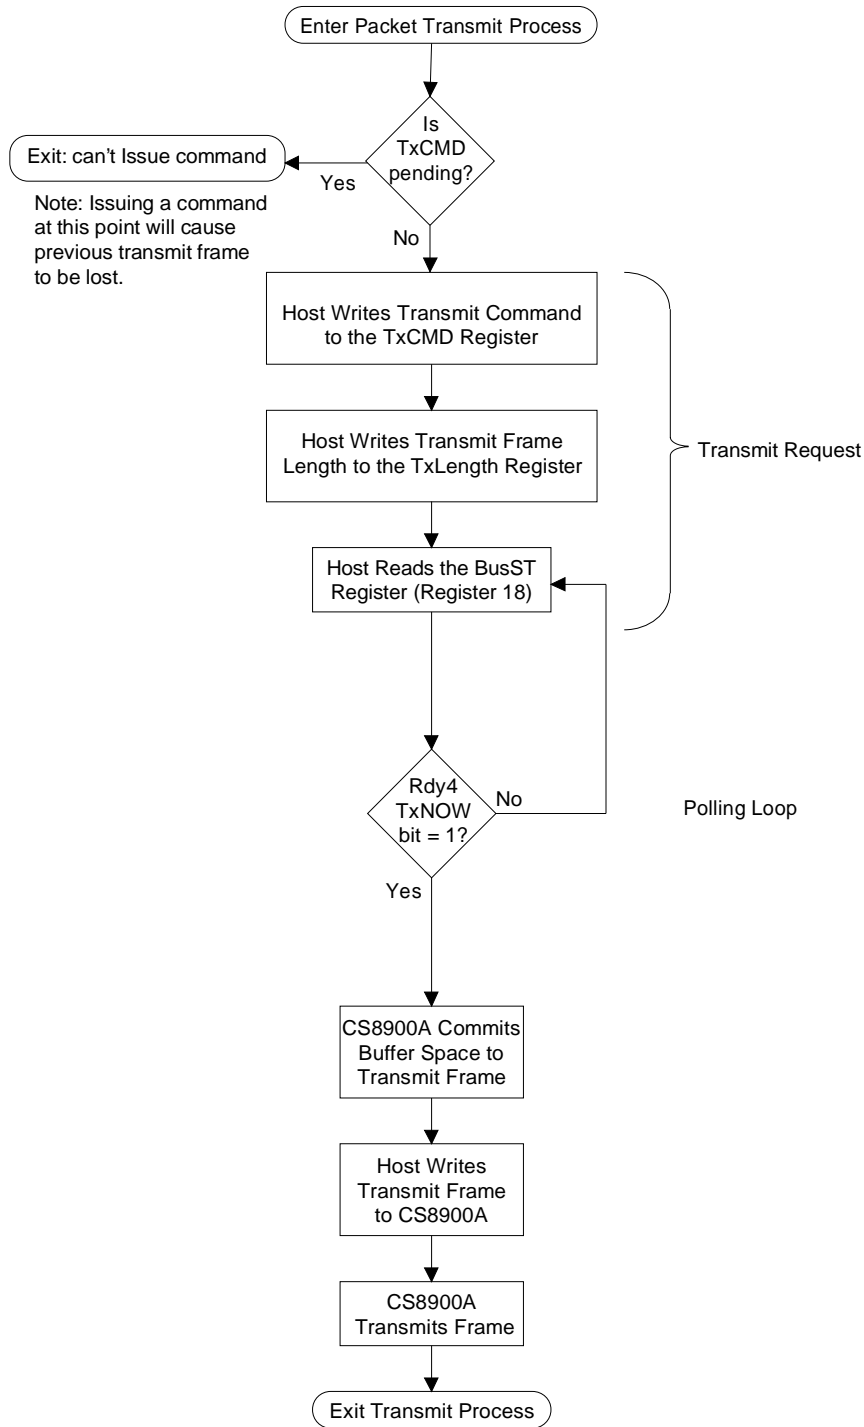 Enter Packet Transmit Process
Is
TxCMD
pending?
Exit: can't Issue command
Yes
Note: Issuing a command
at this point will cause
previous transmit frame
to be lost.
No
Host Writes Transmit Command
to the TxCMD Register
Host Writes Transmit Frame
Length to the TxLength Register
Transmit Request
Host Reads the BusST
Register (Register 18)
Rdy4
TxNOW
bit = 1?
No
Polling Loop
Yes
CS8900A Commits
Buffer Space to
Transmit Frame
Host Writes
Transmit Frame
to CS8900A
CS8900A
Transmits Frame
Exit Transmit Process